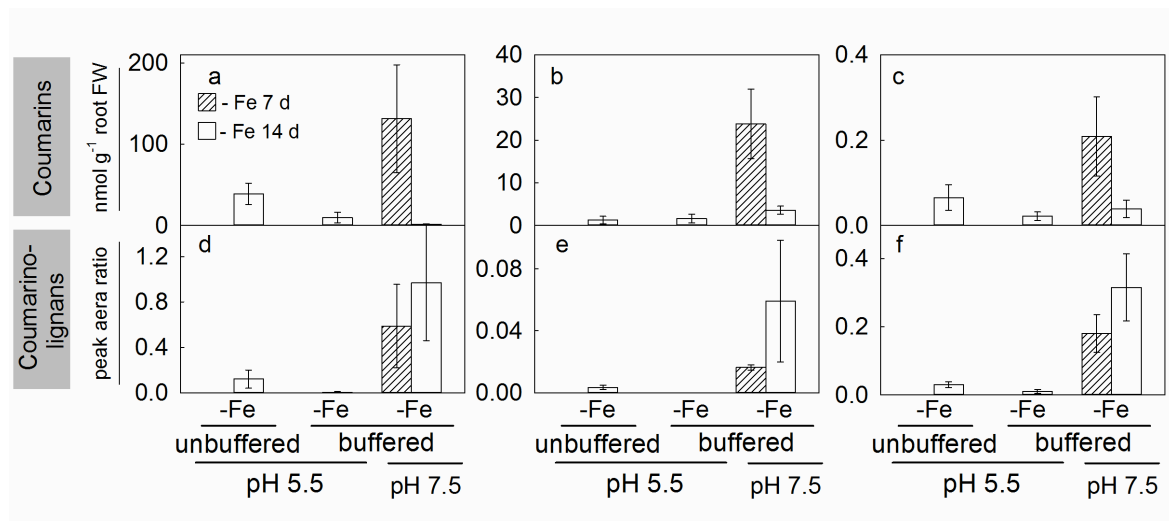 Coumarins
nmol g⁻¹ root FW
200
100
0
a
- Fe 7 d
- Fe 14 d
40
30
20
10
0
b
0.4
0.2
0.0
c
Coumarino-
lignans
peak aera ratio
1.2
0.8
0.4
0.0
d
0.08
0.04
0.00
e
0.4
0.2
0.0
f
-Fe -Fe -Fe
unbuffered buffered
pH 5.5 pH 7.5
-Fe -Fe -Fe
unbuffered buffered
pH 5.5 pH 7.5
-Fe -Fe -Fe
unbuffered buffered
pH 5.5 pH 7.5